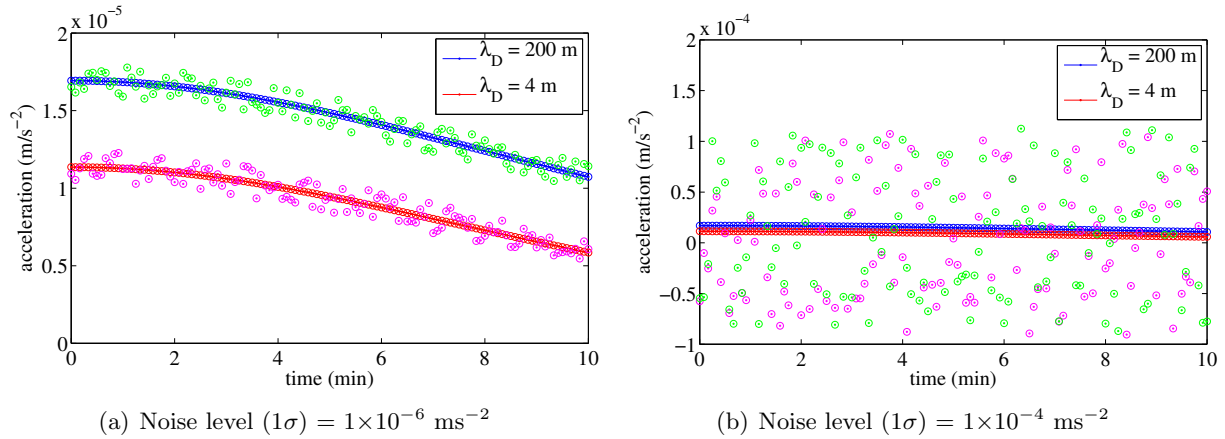 x 10⁻⁵
2
1.5
1
0.5
0
acceleration (m/s⁻²)
λ_D = 200 m
λ_D = 4 m
0 2 4 6 8 10
time (min)
(a) Noise level (1σ) = 1×10⁻⁶ ms⁻²
x 10⁻⁴
2
1.5
1
0.5
0
−0.5
−1
acceleration (m/s⁻²)
λ_D = 200 m
λ_D = 4 m
0 2 4 6 8 10
time (min)
(b) Noise level (1σ) = 1×10⁻⁴ ms⁻²